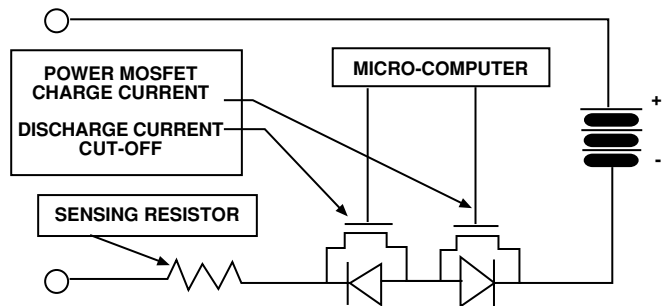 POWER MOSFET
CHARGE CURRENT
DISCHARGE CURRENT
CUT-OFF
MICRO-COMPUTER
+
-
SENSING RESISTOR